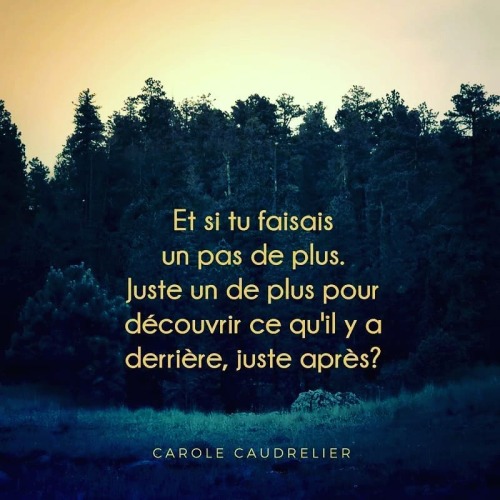 Et si tu faisais
un pas de plus.
Juste un de plus pour
découvrir ce qu'il y a
derrière, juste après?
CAROLE CAUDRELIER